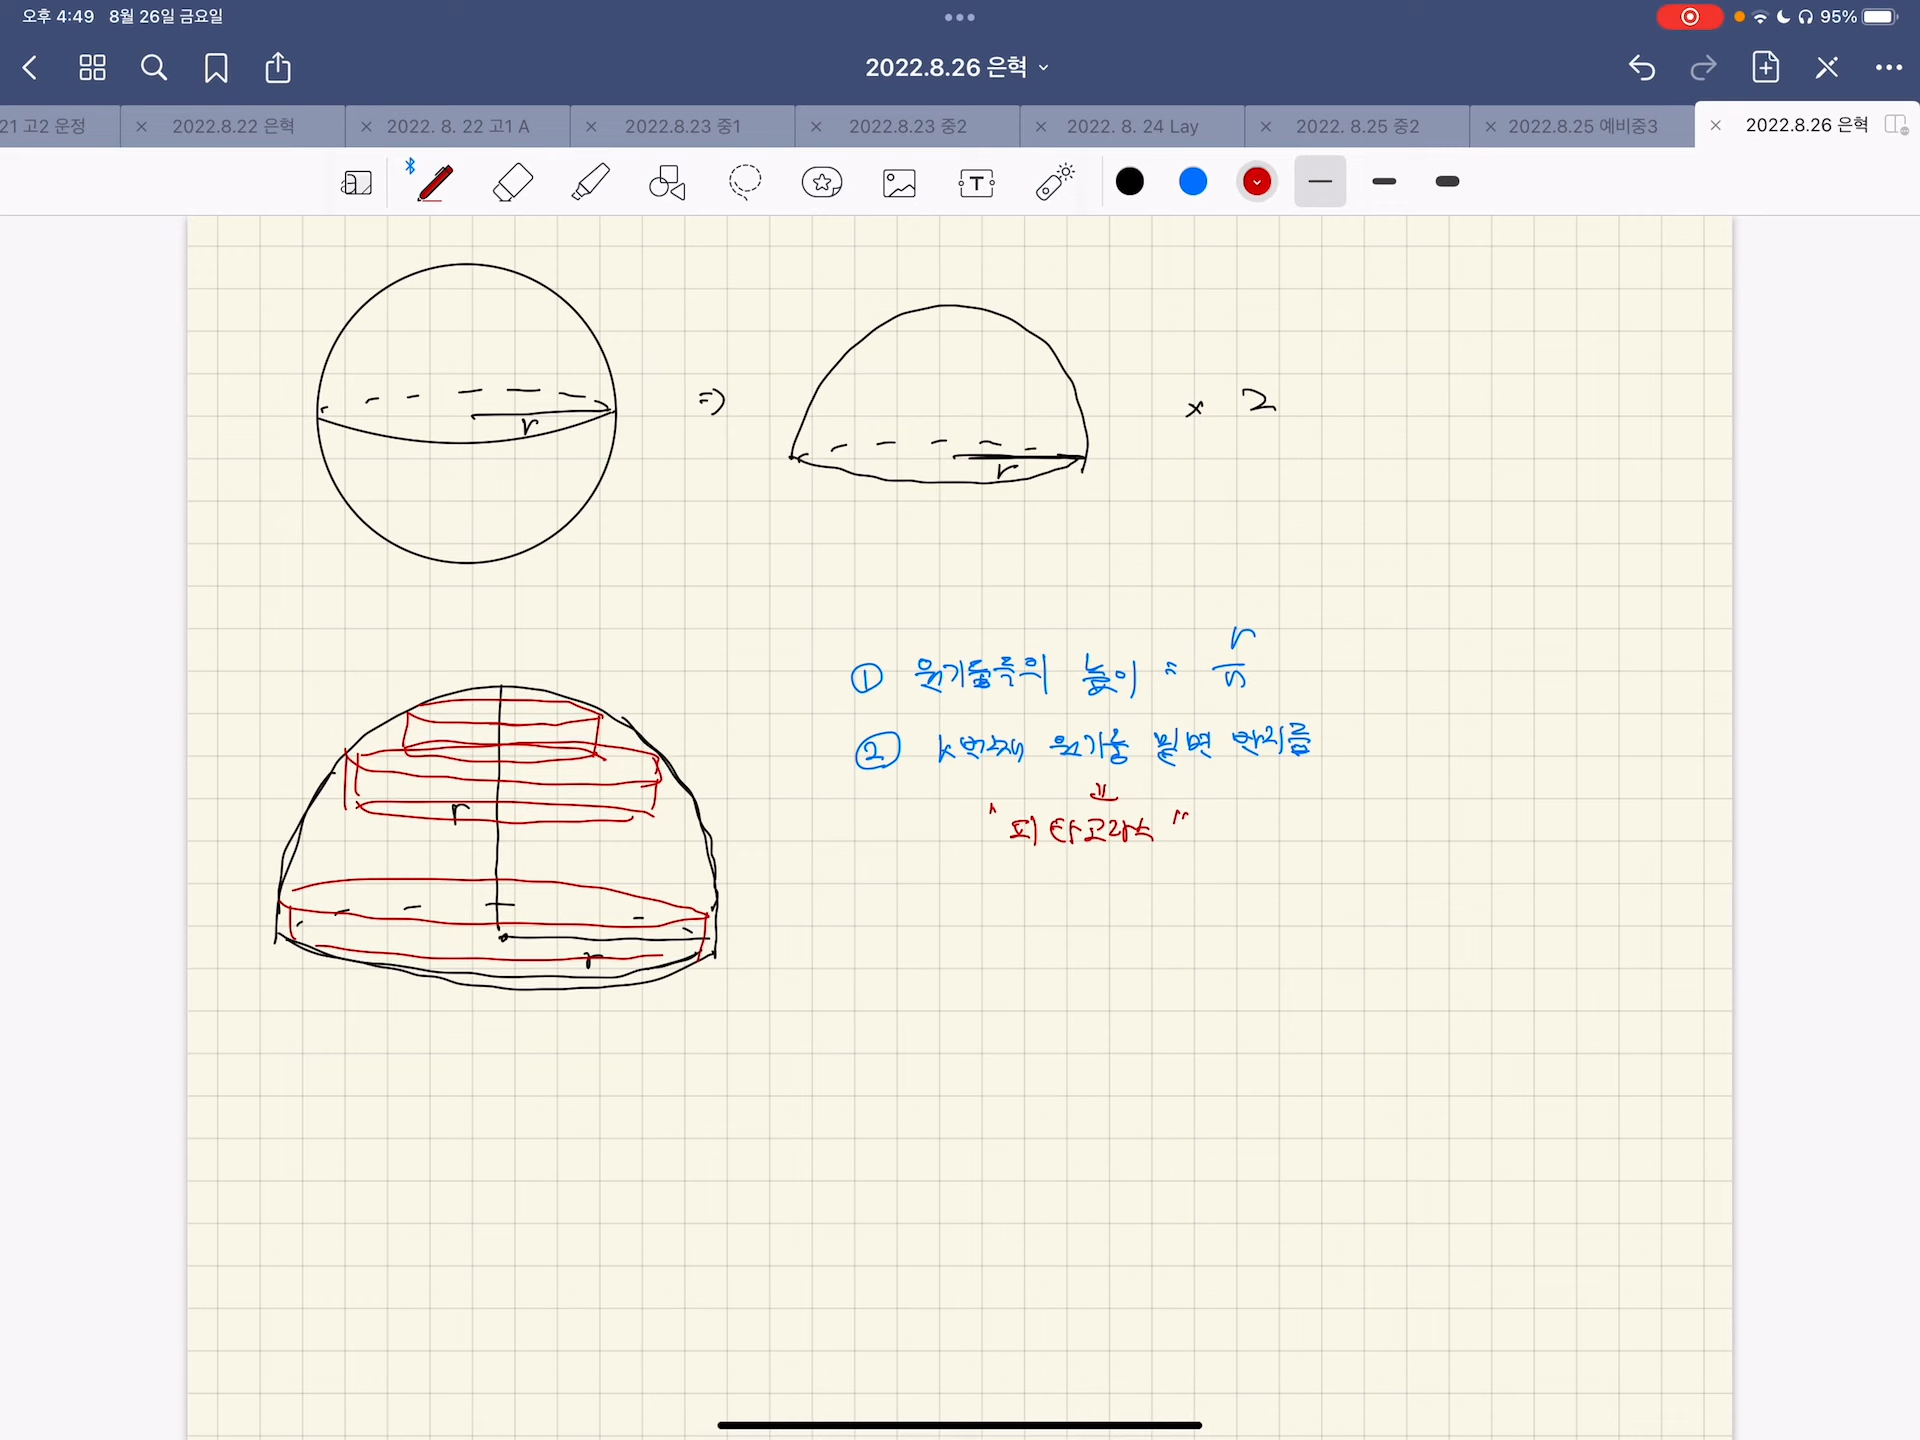 오후 4:49 8월 26일 금요일
95%
2022.8.26 은혁
21 고2 운정
2022.8.22 은혁
2022. 8. 22 고1 A
2022.8.23 중1
2022.8.23 중2
2022. 8. 24 Lay
2022. 8.25 중2
2022.8.25 예비중3
2022.8.26 은혁
r
⇒
r
× 2
① 원기둥들의 높이 = r/n
② k번째 원기둥 밑면 반지름
⇓
"피타고라스"
r
r